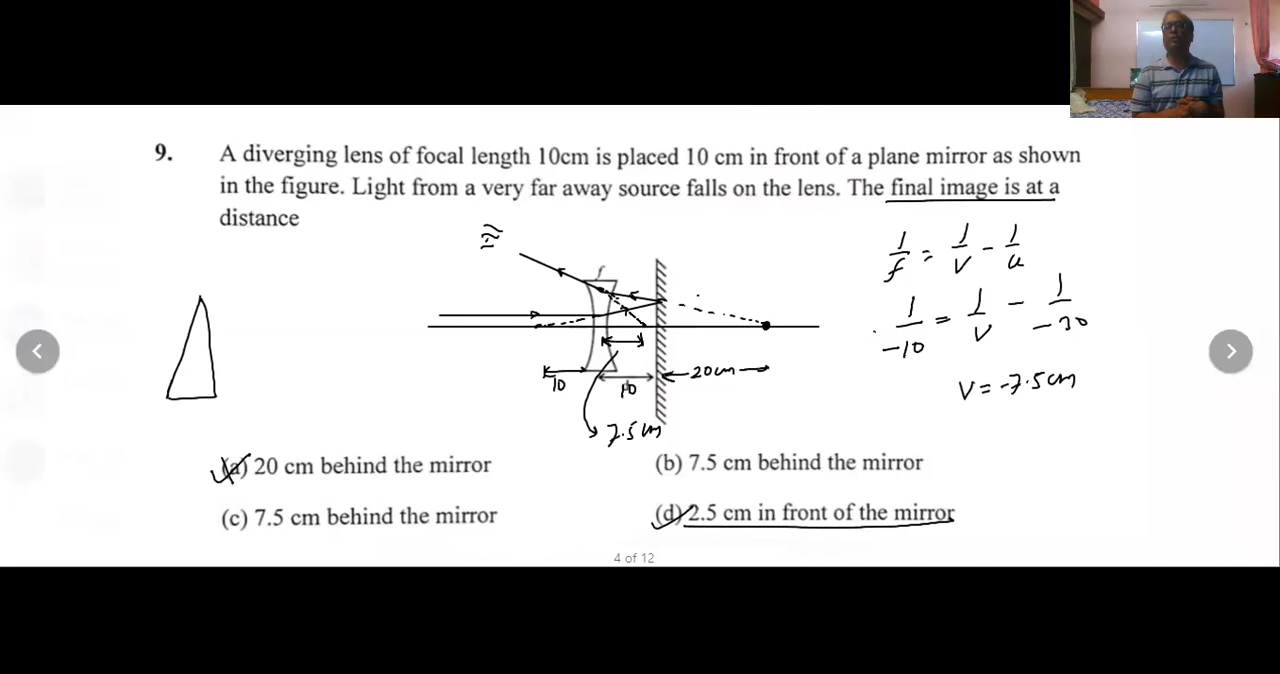 9. A diverging lens of focal length 10cm is placed 10 cm in front of a plane mirror as shown
in the figure. Light from a very far away source falls on the lens. The final image is at a
distance
f
10
10
20cm
7.5cm
1/f = 1/v - 1/u
1/-10 = 1/v - 1/-30
V = -7.5cm
(a) 20 cm behind the mirror
(b) 7.5 cm behind the mirror
(c) 7.5 cm behind the mirror
(d) 2.5 cm in front of the mirror
4 of 12